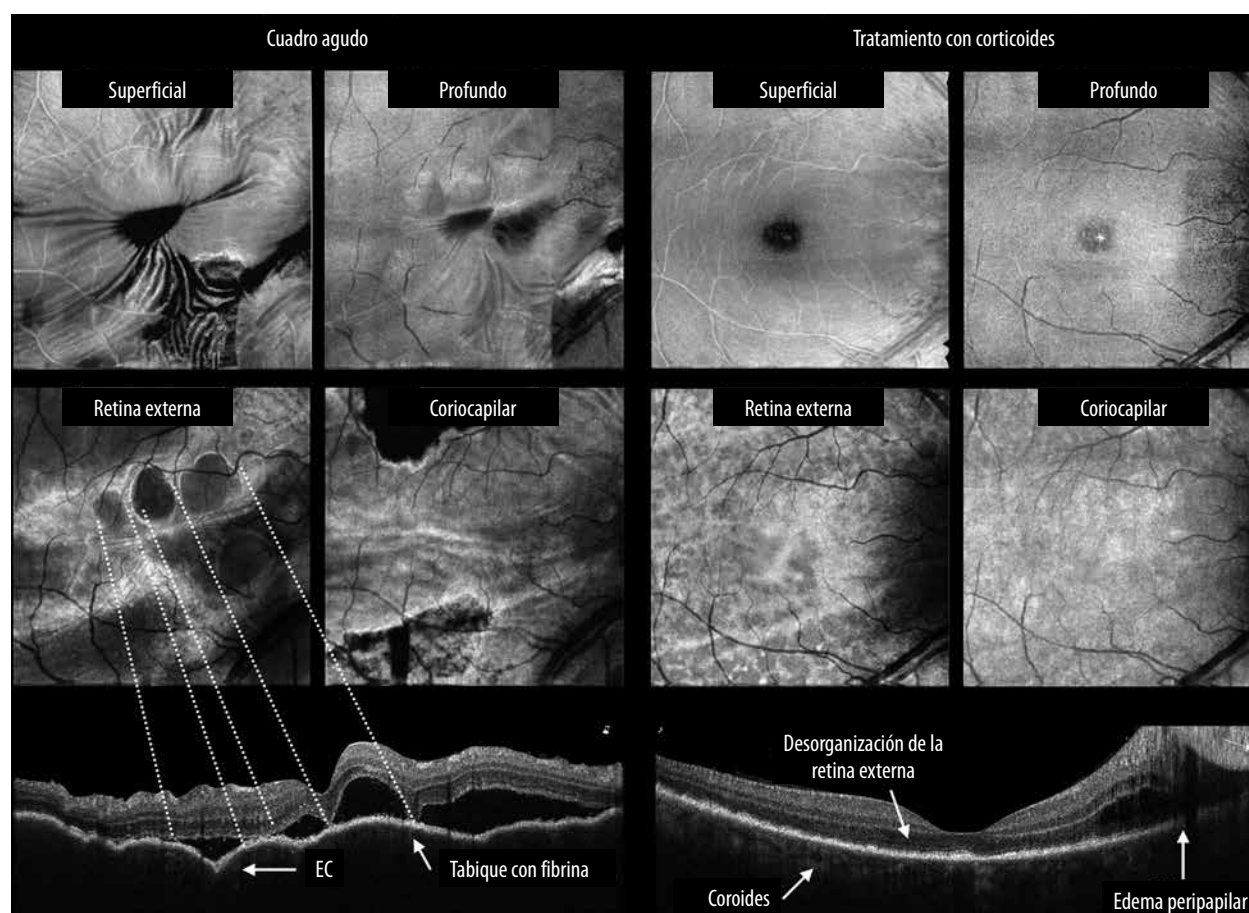 Cuadro agudo
Tratamiento con corticoides
Superficial
Profundo
Superficial
Profundo
Retina externa
Coriocapilar
Retina externa
Coriocapilar
Desorganización de la
retina externa
EC
Tabique con fibrina
Coroides
Edema peripapilar